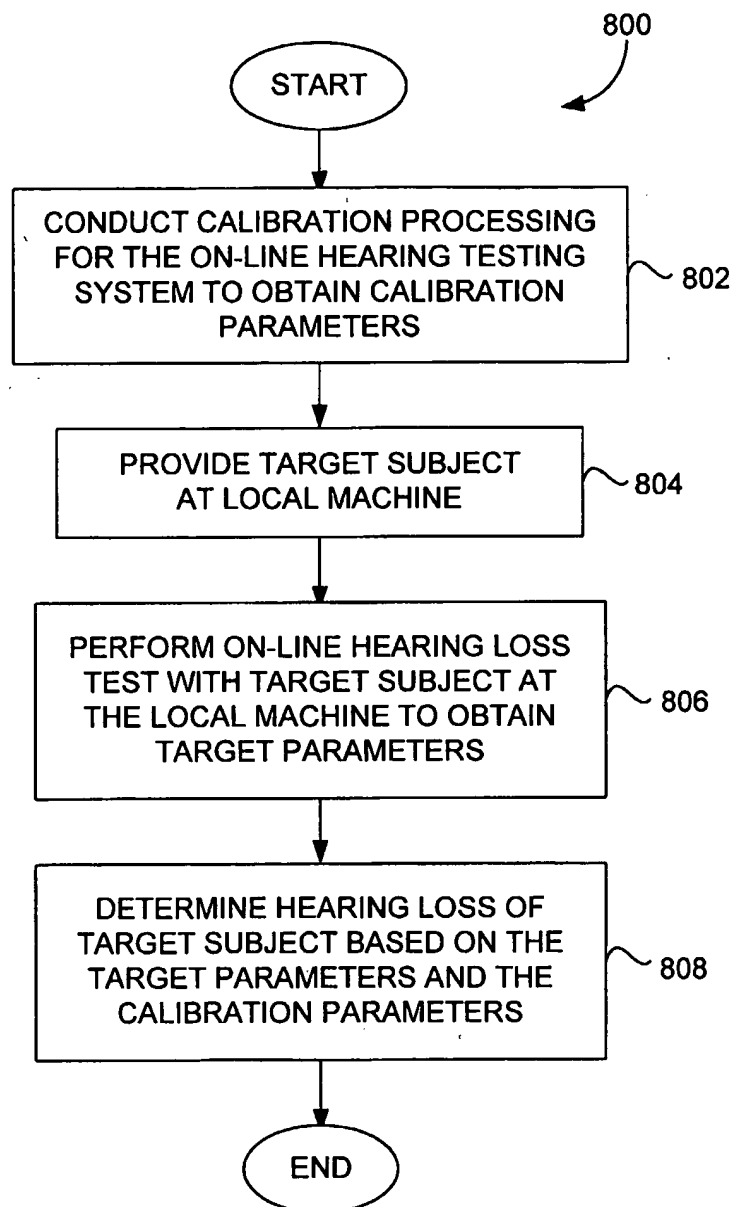 800
START
CONDUCT CALIBRATION PROCESSING
FOR THE ON-LINE HEARING TESTING
SYSTEM TO OBTAIN CALIBRATION
PARAMETERS
802
PROVIDE TARGET SUBJECT
AT LOCAL MACHINE
804
PERFORM ON-LINE HEARING LOSS
TEST WITH TARGET SUBJECT AT
THE LOCAL MACHINE TO OBTAIN
TARGET PARAMETERS
806
DETERMINE HEARING LOSS OF
TARGET SUBJECT BASED ON THE
TARGET PARAMETERS AND THE
CALIBRATION PARAMETERS
808
END